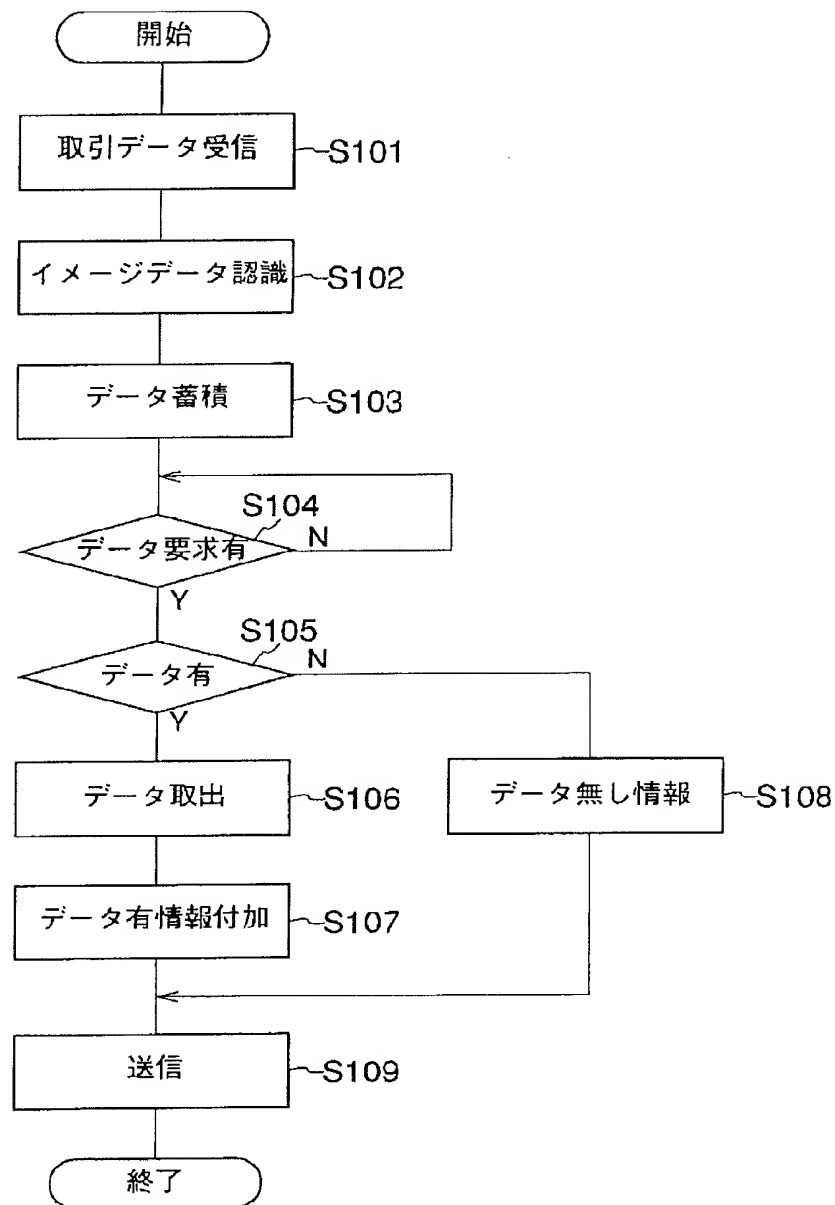 開始
取引データ受信
S101
イメージデータ認識
S102
データ蓄積
S103
S104
データ要求有
N
Y
S105
データ有
N
Y
データ取出
S106
データ無し情報
S108
データ有情報付加
S107
送信
S109
終了